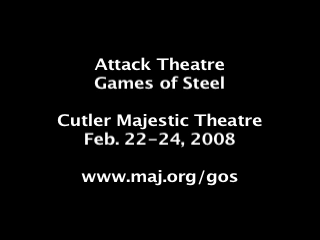 Attack Theatre
Games of Steel
Cutler Majestic Theatre
Feb. 22-24, 2008
www.maj.org/gos